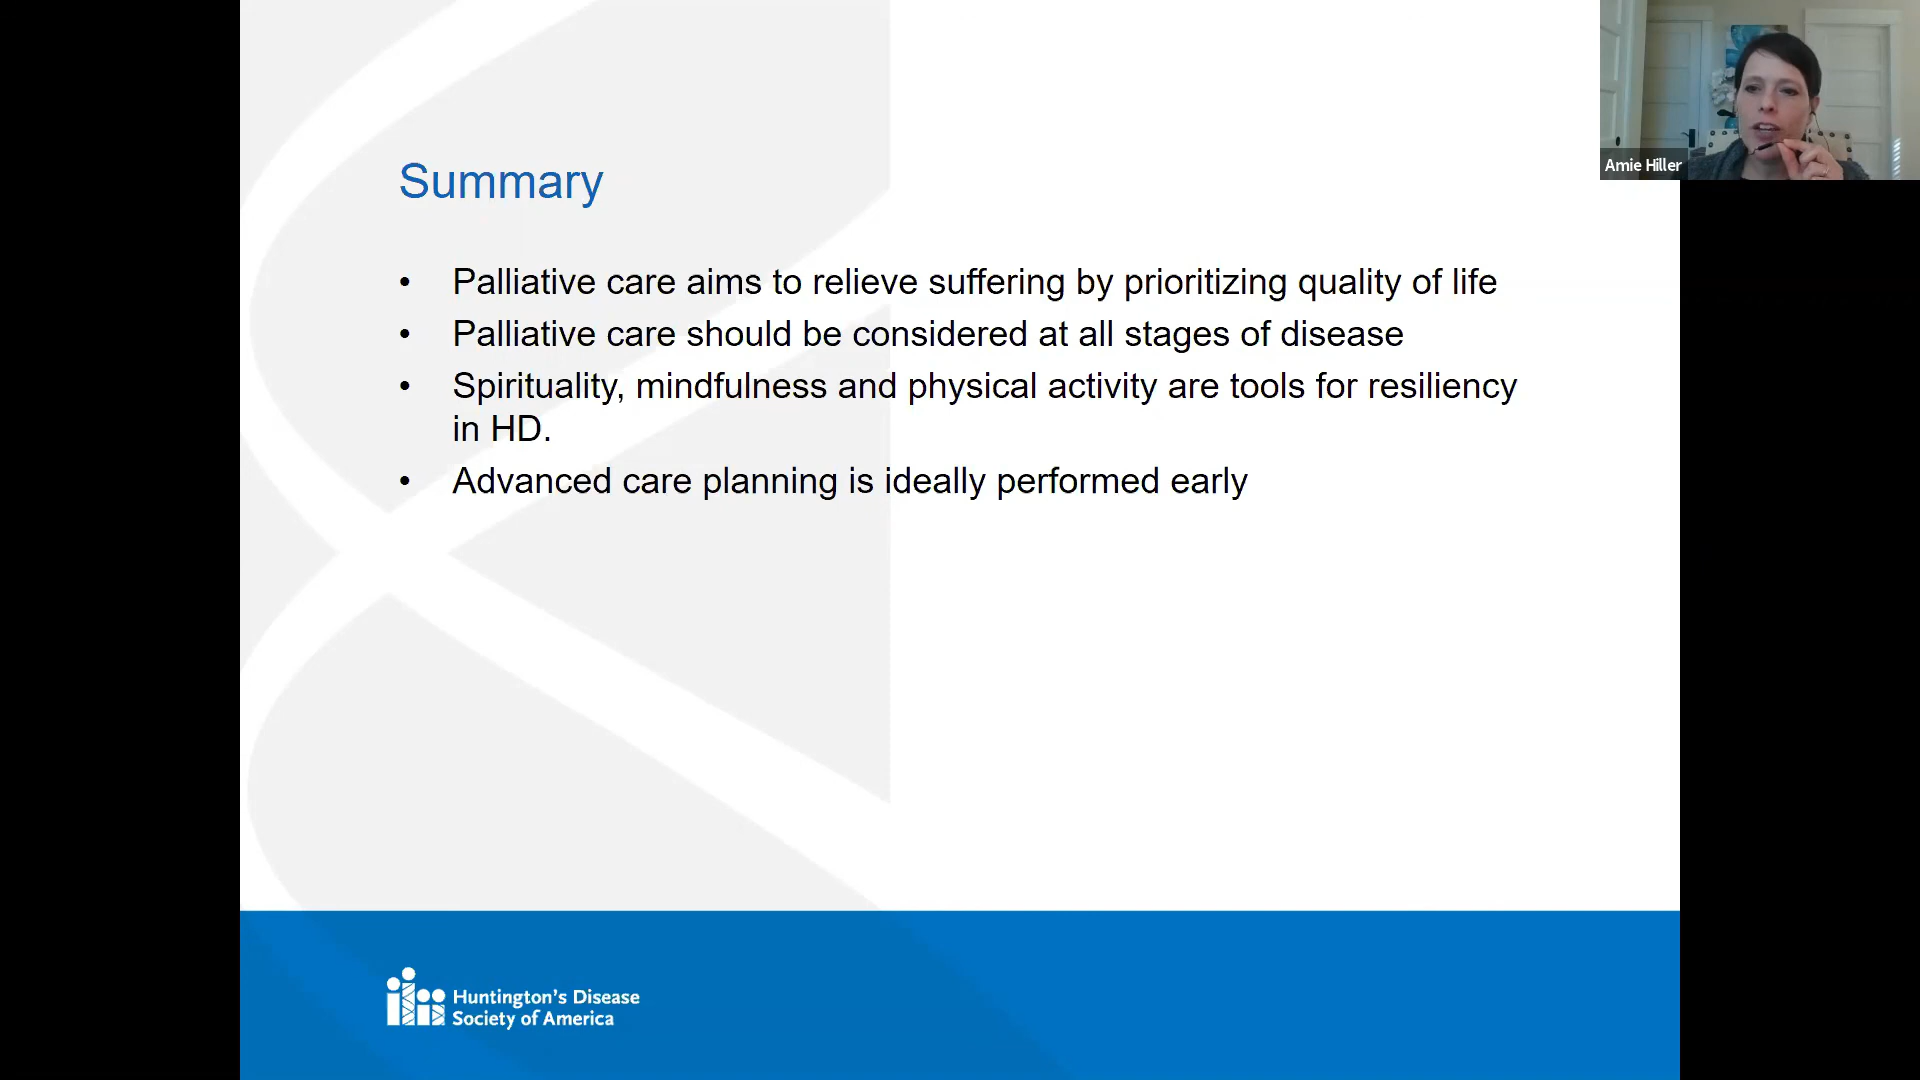 Summary
• Palliative care aims to relieve suffering by prioritizing quality of life
• Palliative care should be considered at all stages of disease
• Spirituality, mindfulness and physical activity are tools for resiliency
in HD.
• Advanced care planning is ideally performed early
Amie Hiller
Huntington's Disease
Society of America